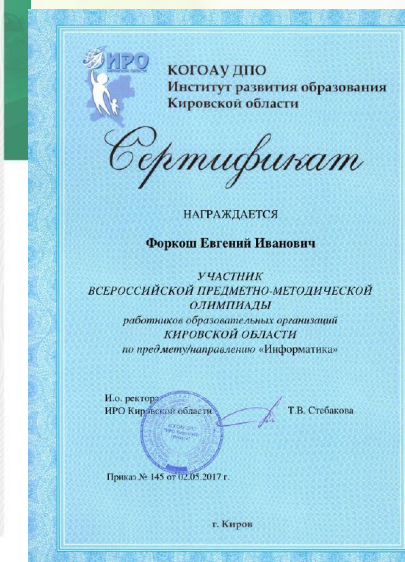 ИРО
КОГОАУ ДПО
Институт развития образования
Кировской области
Сертификат
НАГРАЖДАЕТСЯ
Форкош Евгений Иванович
УЧАСТНИК
ВСЕРОССИЙСКОЙ ПРЕДМЕТНО-МЕТОДИЧЕСКОЙ
ОЛИМПИАДЫ
работников образовательных организаций
КИРОВСКОЙ ОБЛАСТИ
по предмету/направлению «Информатика»
И.о. ректора
ИРО Кировской области
Т.В. Стебакова
Приказ № 145 от 02.05.2017 г.
г. Киров